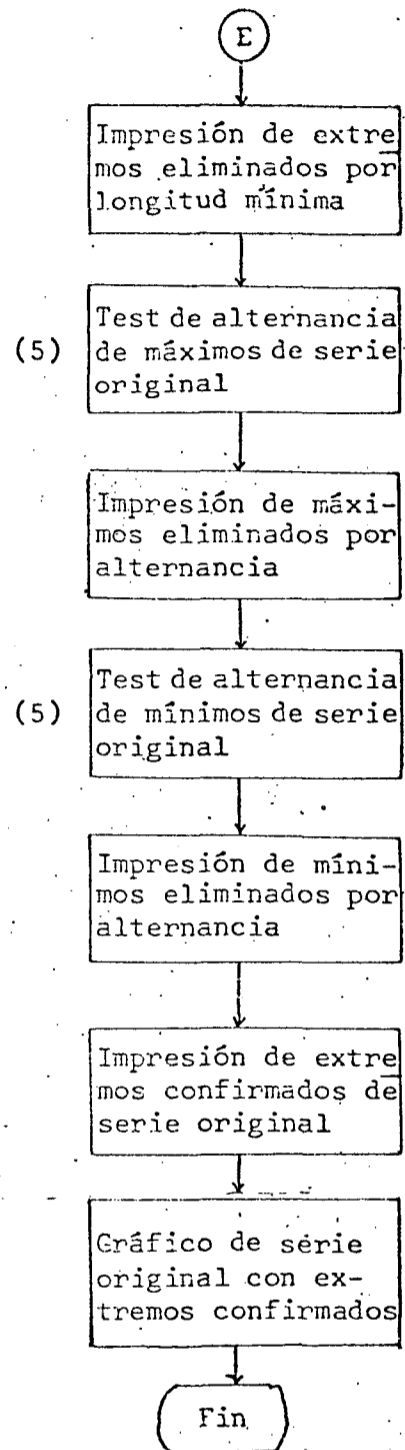 E
Impresión de extre
mos eliminados por
longitud mínima
(5)
Test de alternancia
de máximos de serie
original
Impresión de máxi-
mos eliminados por
alternancia
(5)
Test de alternancia
de mínimos de serie
original
Impresión de míni-
mos eliminados por
alternancia
Impresión de extre
mos confirmados de
serie original
Gráfico de serie
original con ex-
tremos confirmados
Fin